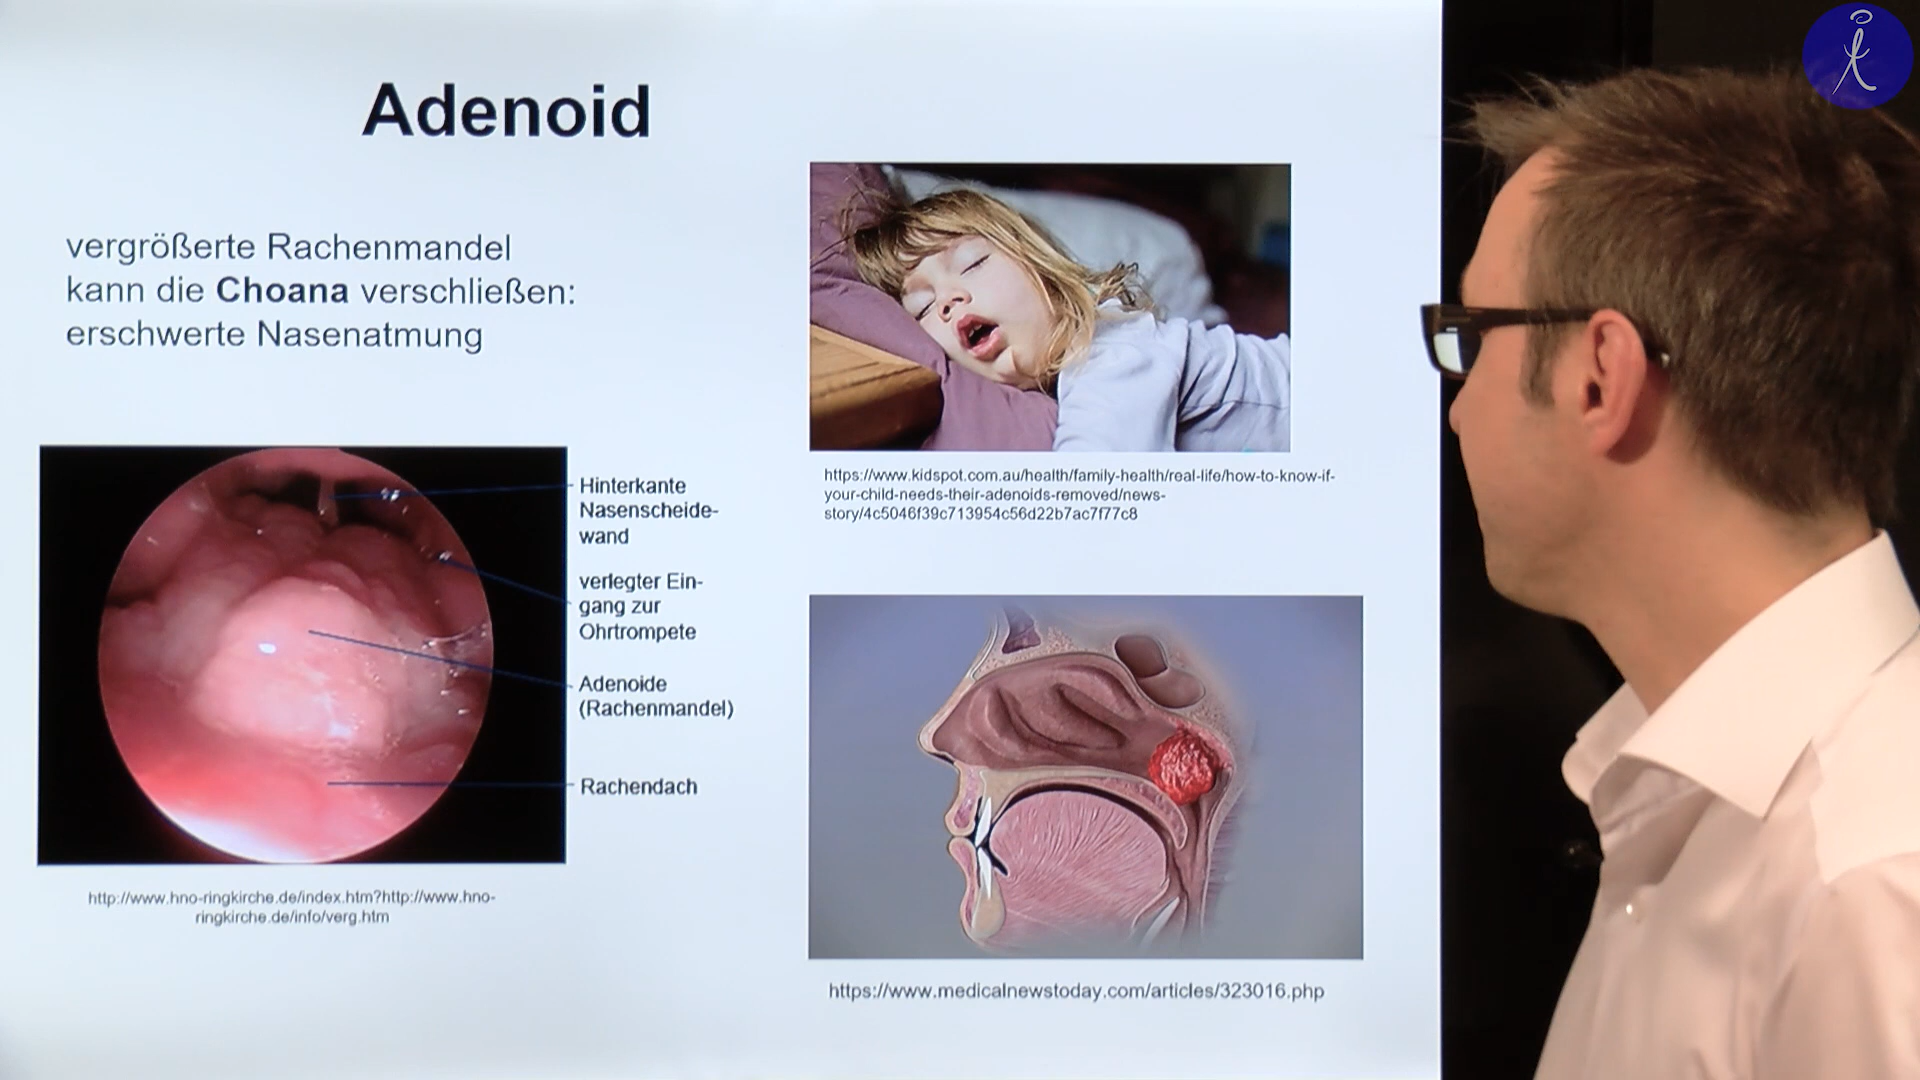 Adenoid
vergrößerte Rachenmandel
kann die Choana verschließen:
erschwerte Nasenatmung
Hinterkante
Nasenscheide-
wand
verlegter Ein-
gang zur
Ohrtrompete
Adenoide
(Rachenmandel)
Rachendach
http://www.hno-ringkirche.de/index.htm?http://www.hno-
ringkirche.de/info/verg.htm
https://www.kidspot.com.au/health/family-health/real-life/how-to-know-if-
your-child-needs-their-adenoids-removed/news-
story/4c5046f39c713954c56d22b7ac7f77c8
https://www.medicalnewstoday.com/articles/323016.php